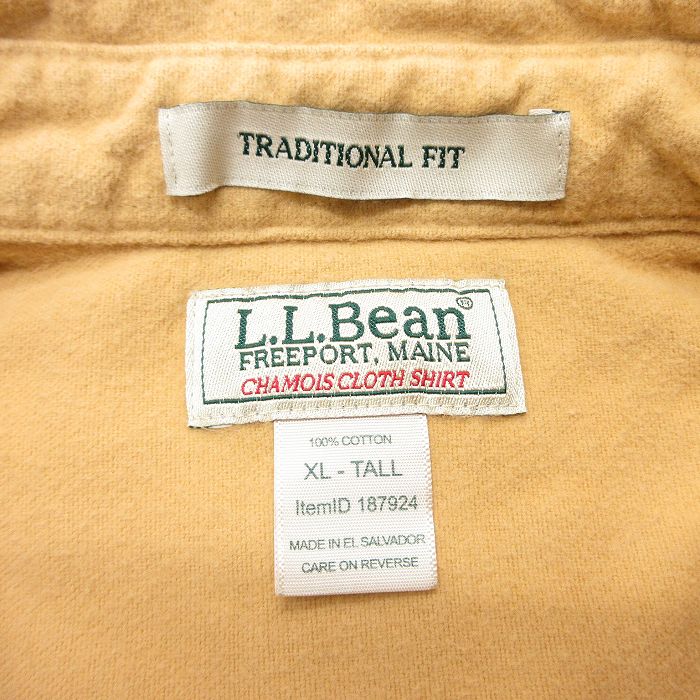 TRADITIONAL FIT
L.L.Bean®
FREEPORT, MAINE
CHAMOIS CLOTH SHIRT
100% COTTON
XL - TALL
ItemID 187924
MADE IN EL SALVADOR
CARE ON REVERSE